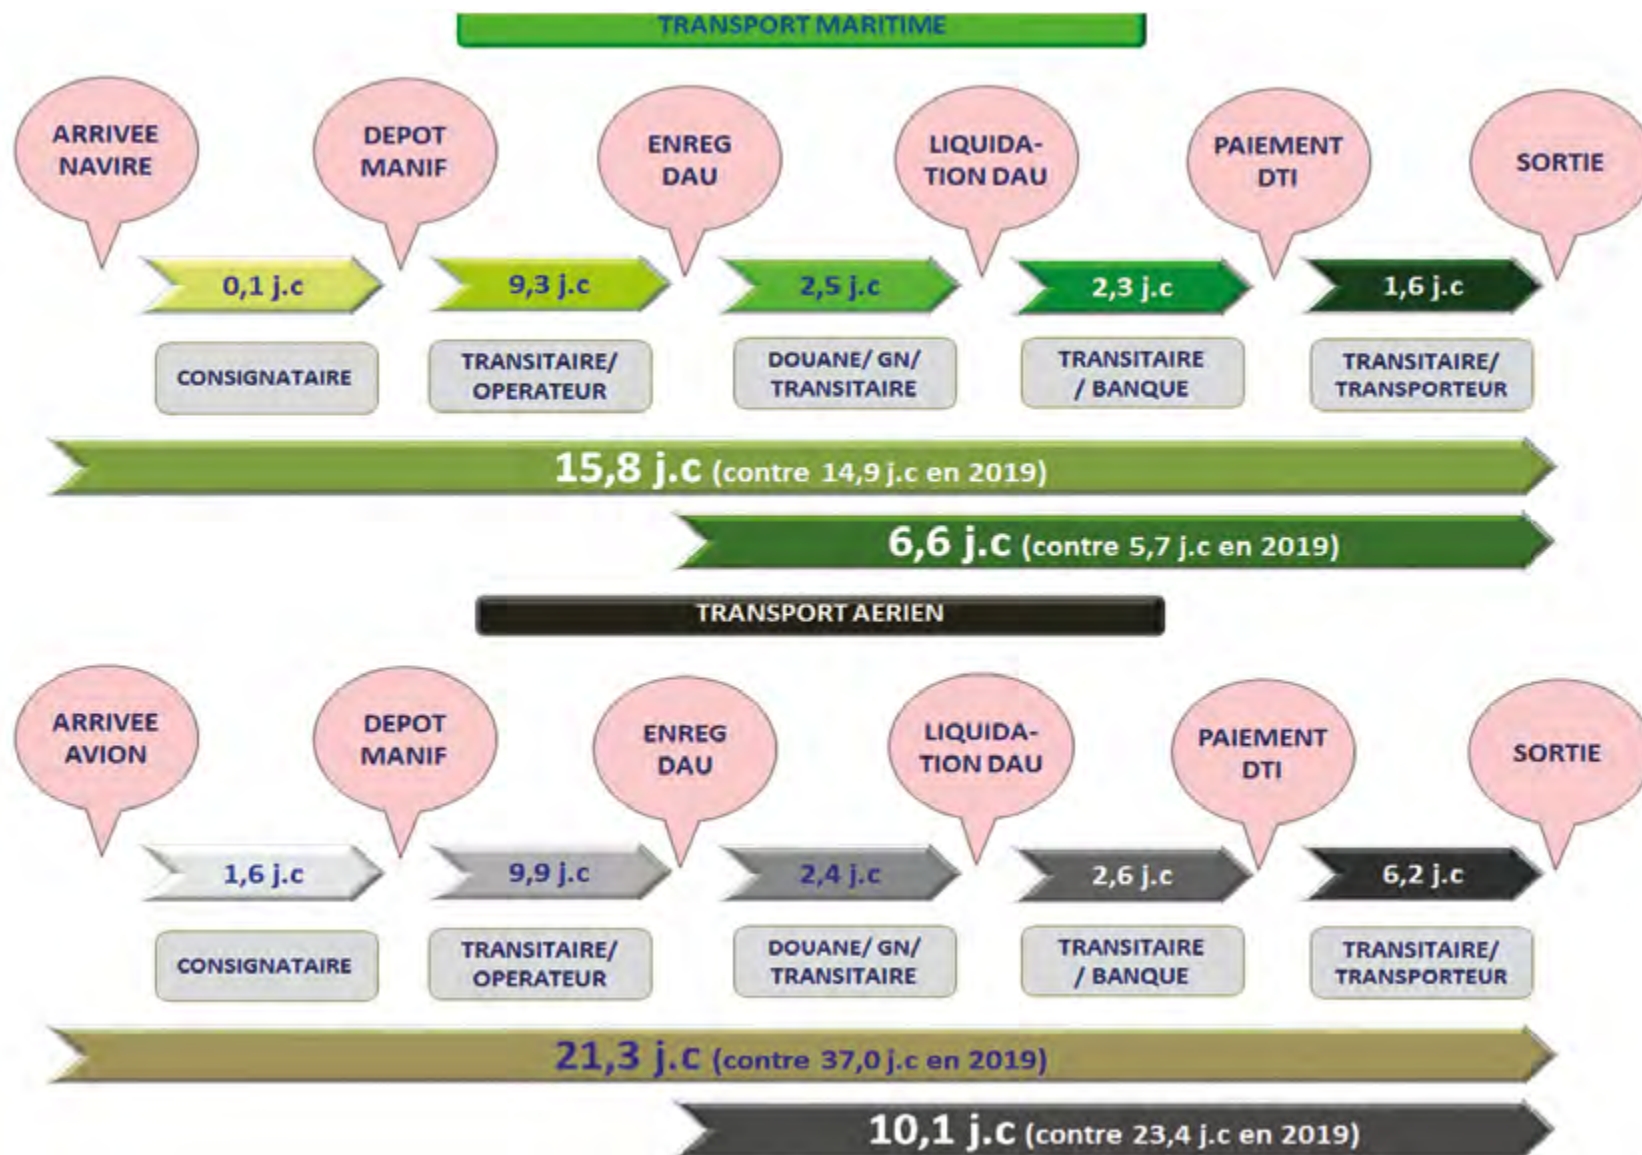 TRANSPORT MARITIME
ARRIVEE
NAVIRE
DEPOT
MANIF
ENREG
DAU
LIQUIDA-
TION DAU
PAIEMENT
DTI
SORTIE
0,1 j.c
9,3 j.c
2,5 j.c
2,3 j.c
1,6 j.c
CONSIGNATAIRE
TRANSITAIRE/
OPERATEUR
DOUANE/ GN/
TRANSITAIRE
TRANSITAIRE
/ BANQUE
TRANSITAIRE/
TRANSPORTEUR
15,8 j.c (contre 14,9 j.c en 2019)
6,6 j.c (contre 5,7 j.c en 2019)
TRANSPORT AERIEN
ARRIVEE
AVION
DEPOT
MANIF
ENREG
DAU
LIQUIDA-
TION DAU
PAIEMENT
DTI
SORTIE
1,6 j.c
9,9 j.c
2,4 j.c
2,6 j.c
6,2 j.c
CONSIGNATAIRE
TRANSITAIRE/
OPERATEUR
DOUANE/ GN/
TRANSITAIRE
TRANSITAIRE
/ BANQUE
TRANSITAIRE/
TRANSPORTEUR
21,3 j.c (contre 37,0 j.c en 2019)
10,1 j.c (contre 23,4 j.c en 2019)